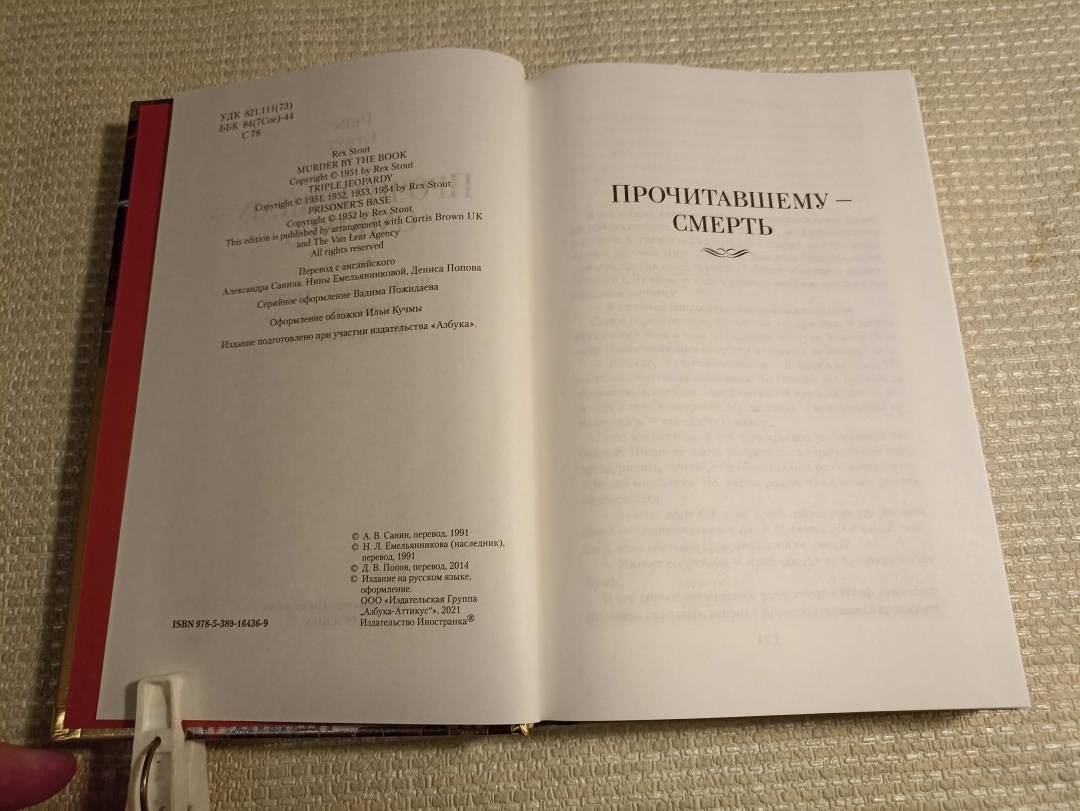 УДК 821.111(73)
ББК 84(7Сое)-44
С 78
Rex Stout
MURDER BY THE BOOK
Copyright © 1951 by Rex Stout
TRIPLE JEOPARDY
Copyright © 1951, 1952, 1953, 1954 by Rex Stout
PRISONER'S BASE
Copyright © 1952 by Rex Stout
This edition is published by arrangement with Curtis Brown UK
and The Van Lear Agency
All rights reserved
Перевод с английского
Александра Санина, Нины Емельянниковой, Дениса Попова
Серийное оформление Вадима Пожидаева
Оформление обложки Ильи Кучмы
Издание подготовлено при участии издательства «Азбука».
© А. В. Санин, перевод, 1991
© Н. Л. Емельянникова (наследник),
перевод, 1991
© Д. В. Попов, перевод, 2014
© Издание на русском языке,
оформление.
ООО «Издательская Группа
„Азбука-Аттикус"», 2021
Издательство Иностранка®
ISBN 978-5-389-16436-9
ПРОЧИТАВШЕМУ —
СМЕРТЬ